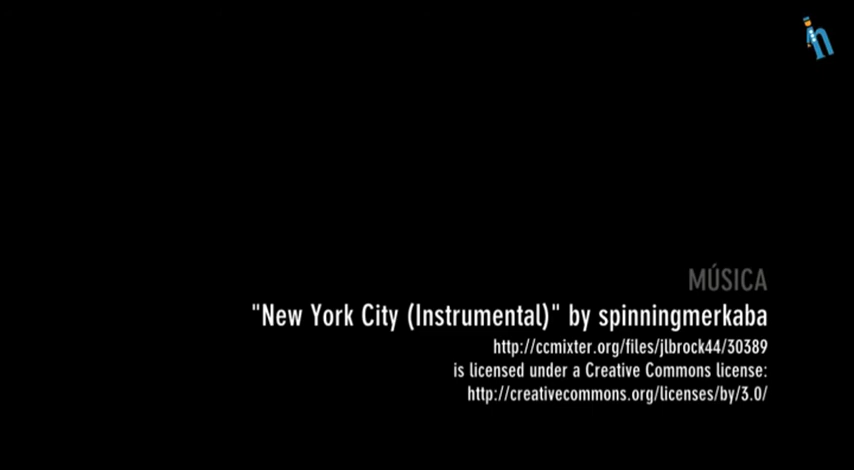 MÚSICA
"New York City (Instrumental)" by spinningmerkaba
http://ccmixter.org/files/jlbrock44/30389
is licensed under a Creative Commons license:
http://creativecommons.org/licenses/by/3.0/